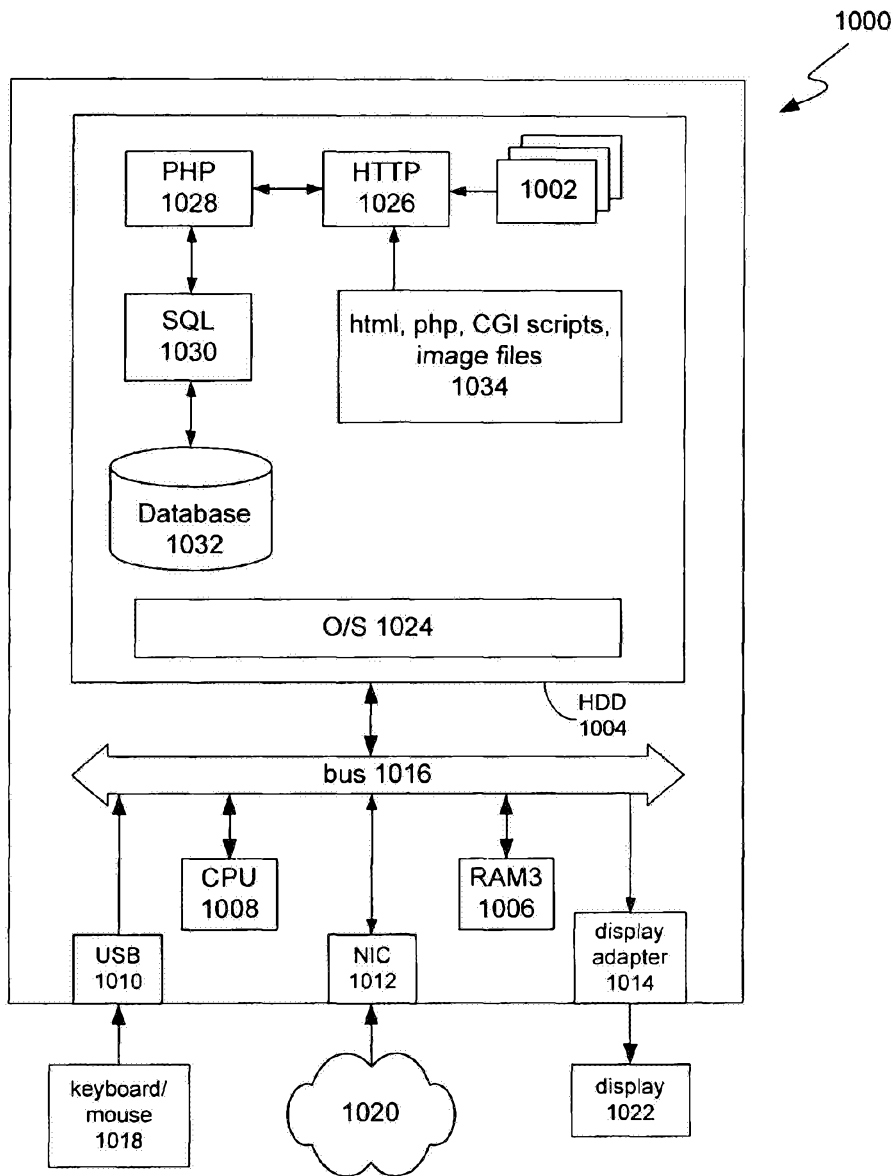 1000
PHP
1028
HTTP
1026
1002
SQL
1030
html, php, CGI scripts,
image files
1034
Database
1032
O/S 1024
HDD
1004
bus 1016
CPU
1008
RAM3
1006
USB
1010
NIC
1012
display
adapter
1014
keyboard/
mouse
1018
1020
display
1022